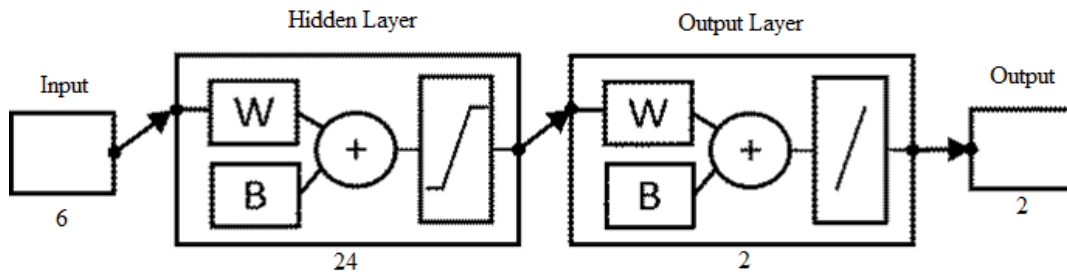 Hidden Layer
Output Layer
Input
Output
W
B
+
W
B
+
6
24
2
2